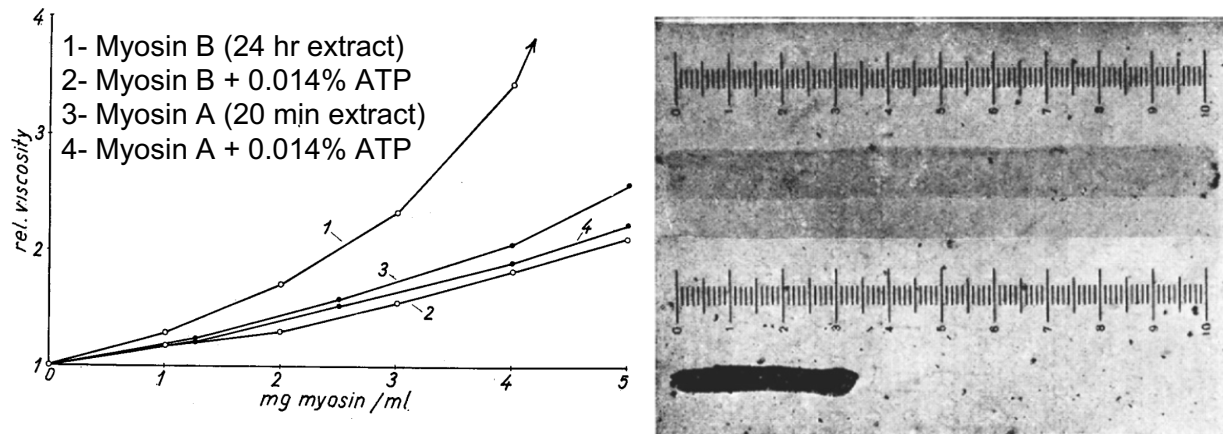 4
1- Myosin B (24 hr extract)
2- Myosin B + 0.014% ATP
3- Myosin A (20 min extract)
4- Myosin A + 0.014% ATP
3
2
1
rel. viscosity
1
3
4
2
0 1 2 3 4 5
mg myosin/ml.
0 1 2 3 4 5 6 7 8 9 10
0 1 2 3 4 5 6 7 8 9 10